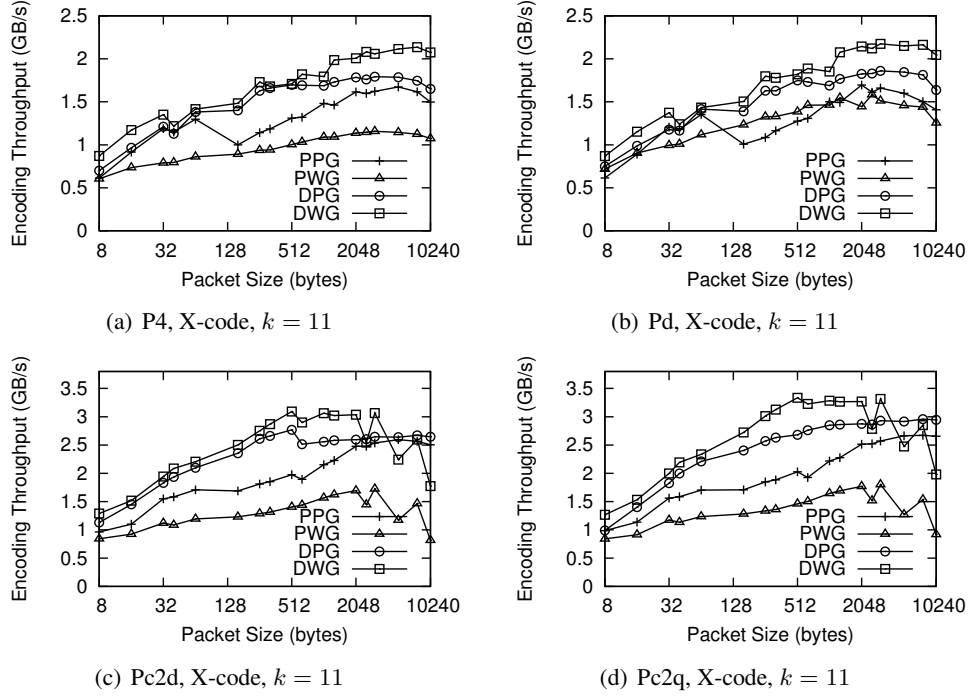 Encoding Throughput (GB/s)
2.5
2
1.5
1
0.5
0
PPG
PWG
DPG
DWG
8 32 128 512 2048 10240
Packet Size (bytes)
(a) P4, X-code, k = 11
Encoding Throughput (GB/s)
2.5
2
1.5
1
0.5
0
PPG
PWG
DPG
DWG
8 32 128 512 2048 10240
Packet Size (bytes)
(b) Pd, X-code, k = 11
Encoding Throughput (GB/s)
3.5
3
2.5
2
1.5
1
0.5
0
PPG
PWG
DPG
DWG
8 32 128 512 2048 10240
Packet Size (bytes)
(c) Pc2d, X-code, k = 11
Encoding Throughput (GB/s)
3.5
3
2.5
2
1.5
1
0.5
0
PPG
PWG
DPG
DWG
8 32 128 512 2048 10240
Packet Size (bytes)
(d) Pc2q, X-code, k = 11